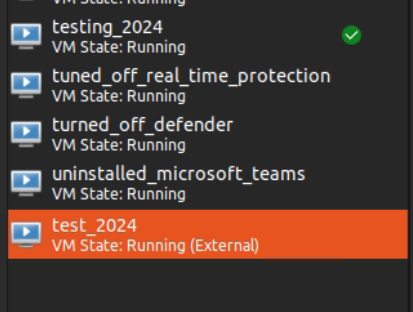 VM State: Running
testing_2024
VM State: Running
tuned_off_real_time_protection
VM State: Running
turned_off_defender
VM State: Running
uninstalled_microsoft_teams
VM State: Running
test_2024
VM State: Running (External)